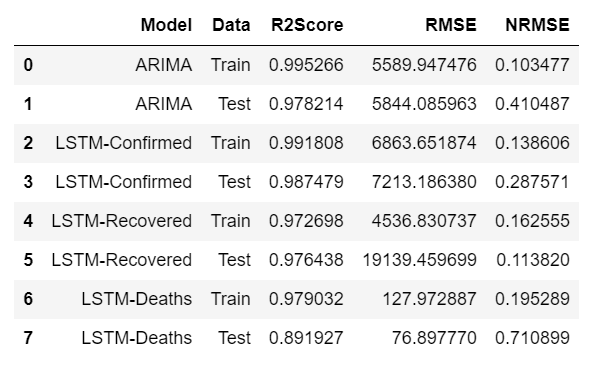 Model Data R2Score RMSE NRMSE
0 ARIMA Train 0.995266 5589.947476 0.103477
1 ARIMA Test 0.978214 5844.085963 0.410487
2 LSTM-Confirmed Train 0.991808 6863.651874 0.138606
3 LSTM-Confirmed Test 0.987479 7213.186380 0.287571
4 LSTM-Recovered Train 0.972698 4536.830737 0.162555
5 LSTM-Recovered Test 0.976438 19139.459699 0.113820
6 LSTM-Deaths Train 0.979032 127.972887 0.195289
7 LSTM-Deaths Test 0.891927 76.897770 0.710899